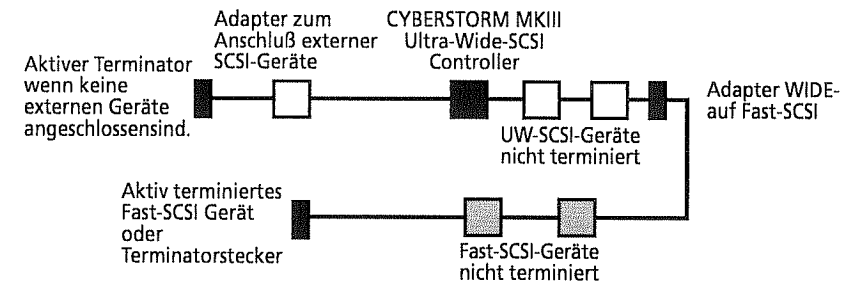 Adapter zum
Anschluß externer
SCSI-Geräte
CYBERSTORM MKIII
Ultra-Wide-SCSI
Controller
Aktiver Terminator
wenn keine
externen Geräte
angeschlossensind.
Adapter WIDE-
auf Fast-SCSI
UW-SCSI-Geräte
nicht terminiert
Aktiv terminiertes
Fast-SCSI Gerät
oder
Terminatorstecker
Fast-SCSI-Geräte
nicht terminiert